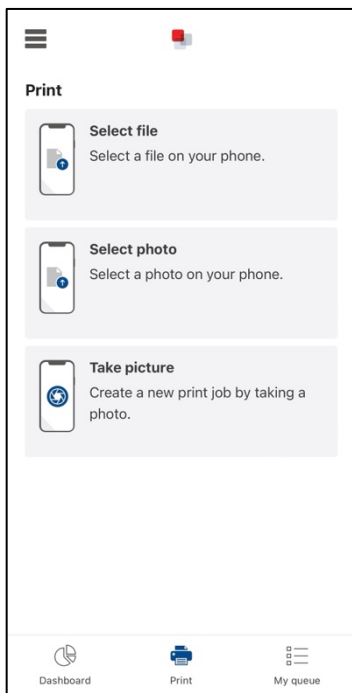 Print
Select file
Select a file on your phone.
Select photo
Select a photo on your phone.
Take picture
Create a new print job by taking a
photo.
Dashboard
Print
My queue